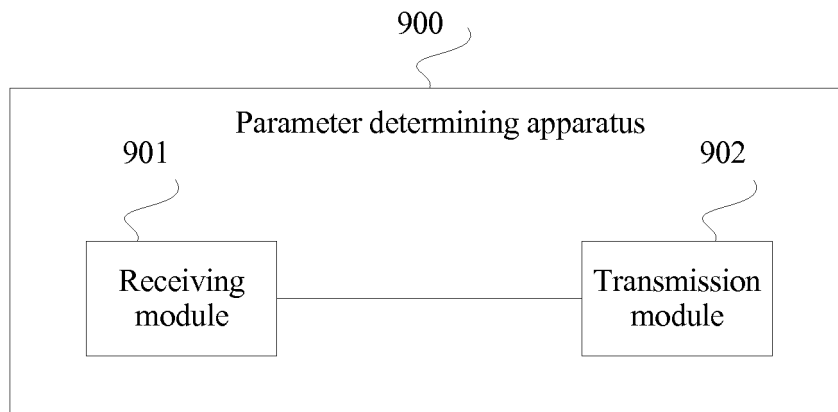 900
Parameter determining apparatus
901
902
Receiving
module
Transmission
module